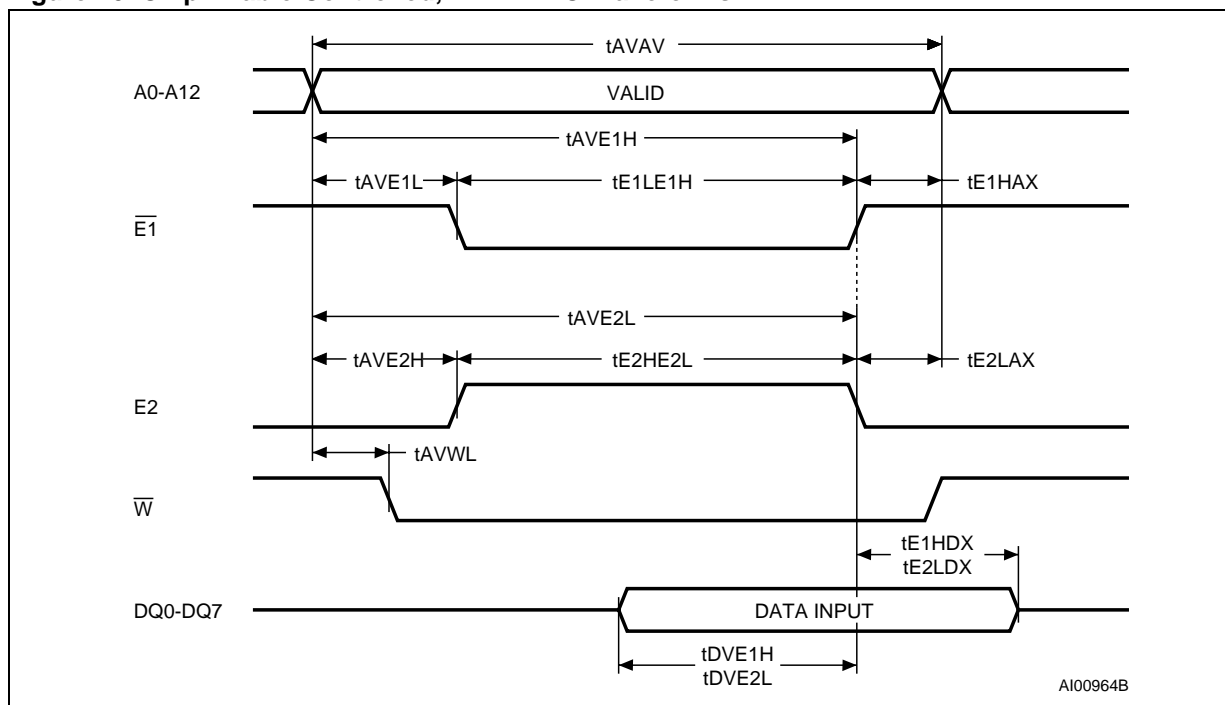 tAVAV
A0-A12
VALID
tAVE1H
tAVE1L
tE1LE1H
tE1HAX
E1
tAVE2L
tAVE2H
tE2HE2L
tE2LAX
E2
tAVWL
W
tE1HDX
tE2LDX
DQ0-DQ7
DATA INPUT
tDVE1H
tDVE2L
AI00964B